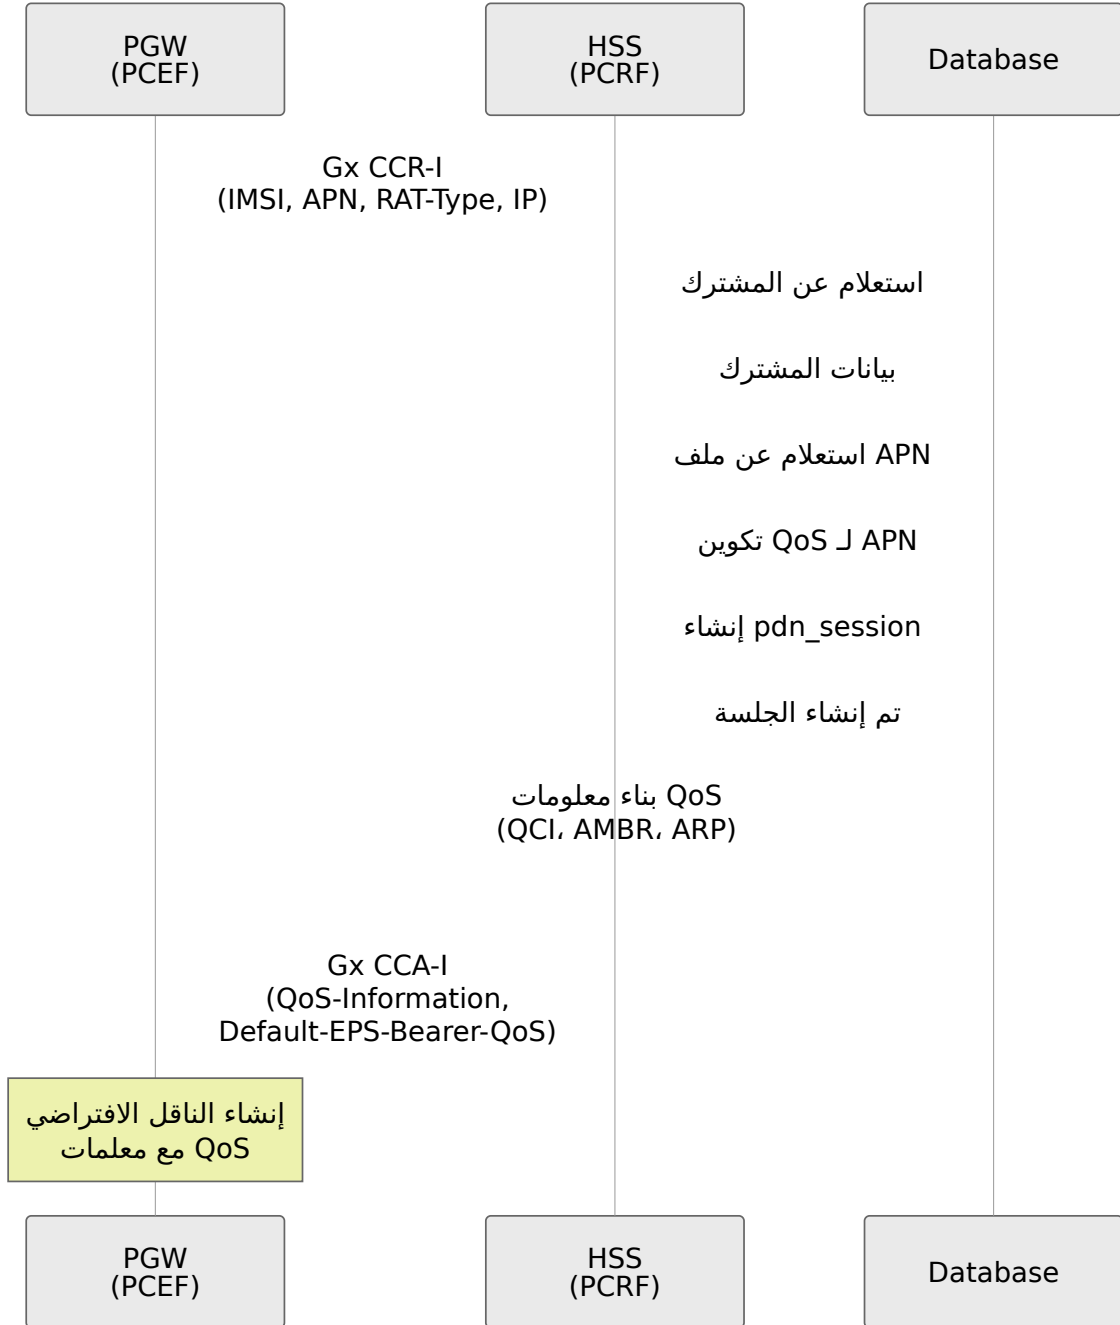 PGW
(PCEF)
HSS
(PCRF)
Database
Gx CCR-I
(IMSI, APN, RAT-Type, IP)
استعلام عن المشترك
بيانات المشترك
استعلام عن ملف APN
تكوين QoS لـ APN
إنشاء pdn_session
تم إنشاء الجلسة
بناء معلومات QoS
(QCI، AMBR، ARP)
Gx CCA-I
(QoS-Information,
Default-EPS-Bearer-QoS)
إنشاء الناقل الافتراضي
مع معلمات QoS
PGW
(PCEF)
HSS
(PCRF)
Database